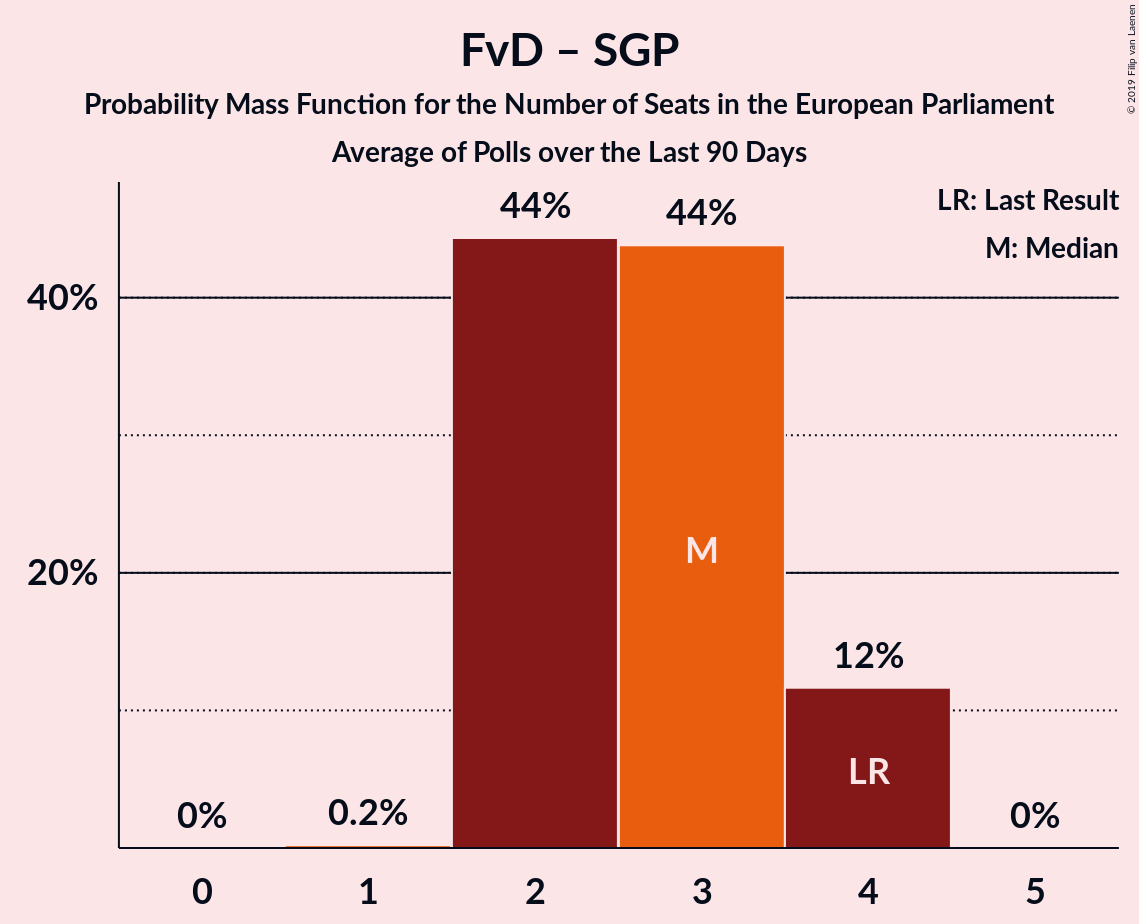 FvD – SGP
Probability Mass Function for the Number of Seats in the European Parliament
Average of Polls over the Last 90 Days
© 2019 Filip van Laenen
LR: Last Result
M: Median
44%
44%
40%
M
20%
12%
LR
0%
0.2%
0%
0
1
2
3
4
5